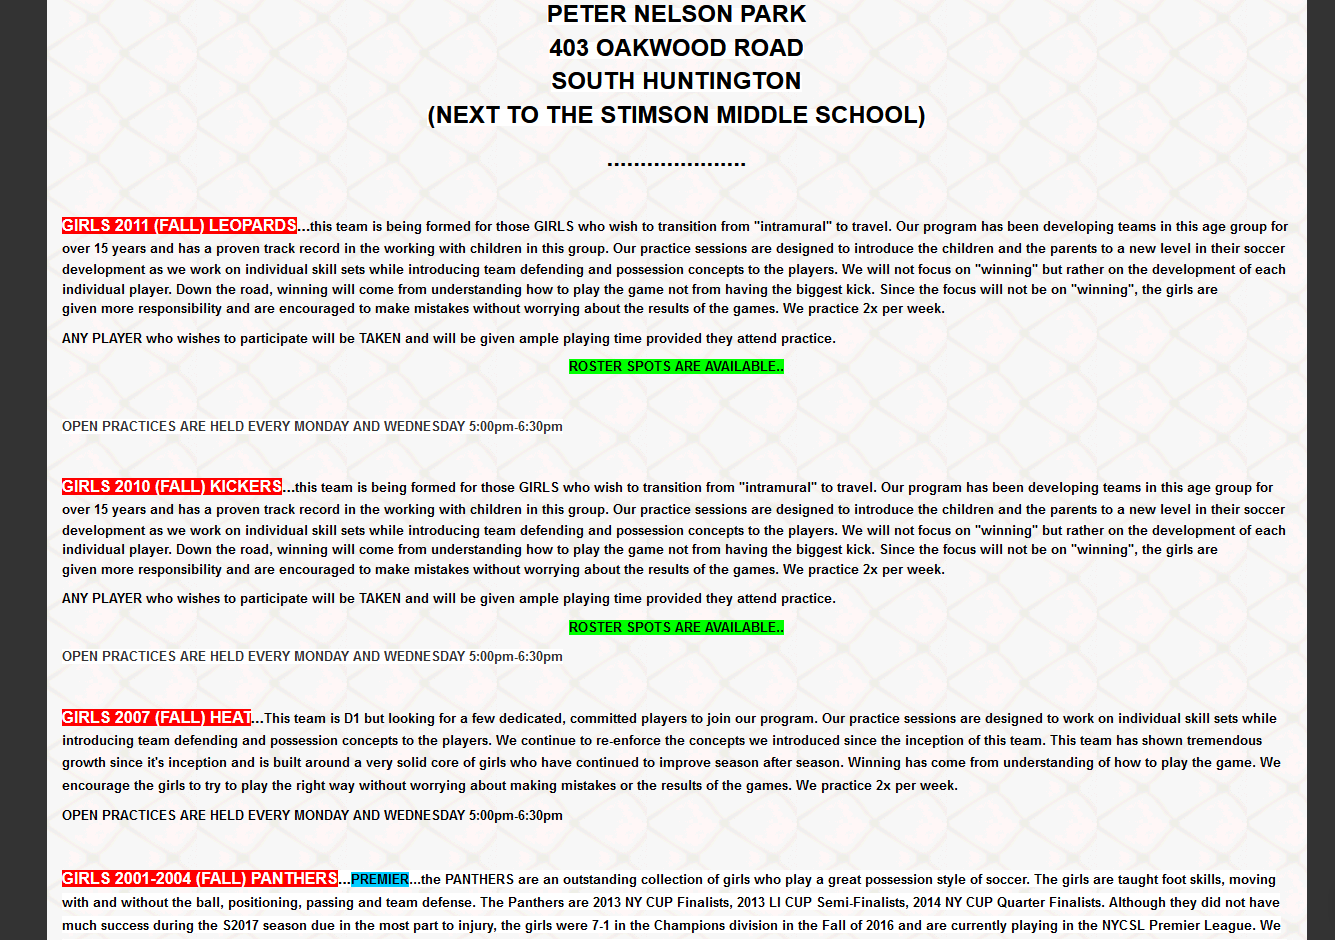 PETER NELSON PARK
403 OAKWOOD ROAD
SOUTH HUNTINGTON
(NEXT TO THE STIMSON MIDDLE SCHOOL)
.....................
GIRLS 2011 (FALL) LEOPARDS...this team is being formed for those GIRLS who wish to transition from "intramural" to travel. Our program has been developing teams in this age group for
over 15 years and has a proven track record in the working with children in this group. Our practice sessions are designed to introduce the children and the parents to a new level in their soccer
development as we work on individual skill sets while introducing team defending and possession concepts to the players. We will not focus on "winning" but rather on the development of each
individual player. Down the road, winning will come from understanding how to play the game not from having the biggest kick. Since the focus will not be on "winning", the girls are
given more responsibility and are encouraged to make mistakes without worrying about the results of the games. We practice 2x per week.
ANY PLAYER who wishes to participate will be TAKEN and will be given ample playing time provided they attend practice.
ROSTER SPOTS ARE AVAILABLE..
OPEN PRACTICES ARE HELD EVERY MONDAY AND WEDNESDAY 5:00pm-6:30pm
GIRLS 2010 (FALL) KICKERS...this team is being formed for those GIRLS who wish to transition from "intramural" to travel. Our program has been developing teams in this age group for
over 15 years and has a proven track record in the working with children in this group. Our practice sessions are designed to introduce the children and the parents to a new level in their soccer
development as we work on individual skill sets while introducing team defending and possession concepts to the players. We will not focus on "winning" but rather on the development of each
individual player. Down the road, winning will come from understanding how to play the game not from having the biggest kick. Since the focus will not be on "winning", the girls are
given more responsibility and are encouraged to make mistakes without worrying about the results of the games. We practice 2x per week.
ANY PLAYER who wishes to participate will be TAKEN and will be given ample playing time provided they attend practice.
ROSTER SPOTS ARE AVAILABLE..
OPEN PRACTICES ARE HELD EVERY MONDAY AND WEDNESDAY 5:00pm-6:30pm
GIRLS 2007 (FALL) HEAT...This team is D1 but looking for a few dedicated, committed players to join our program. Our practice sessions are designed to work on individual skill sets while
introducing team defending and possession concepts to the players. We continue to re-enforce the concepts we introduced since the inception of this team. This team has shown tremendous
growth since it's inception and is built around a very solid core of girls who have continued to improve season after season. Winning has come from understanding of how to play the game. We
encourage the girls to try to play the right way without worrying about making mistakes or the results of the games. We practice 2x per week.
OPEN PRACTICES ARE HELD EVERY MONDAY AND WEDNESDAY 5:00pm-6:30pm
GIRLS 2001-2004 (FALL) PANTHERS...PREMIER...the PANTHERS are an outstanding collection of girls who play a great possession style of soccer. The girls are taught foot skills, moving
with and without the ball, positioning, passing and team defense. The Panthers are 2013 NY CUP Finalists, 2013 LI CUP Semi-Finalists, 2014 NY CUP Quarter Finalists. Although they did not have
much success during the S2017 season due in the most part to injury, the girls were 7-1 in the Champions division in the Fall of 2016 and are currently playing in the NYCSL Premier League. We